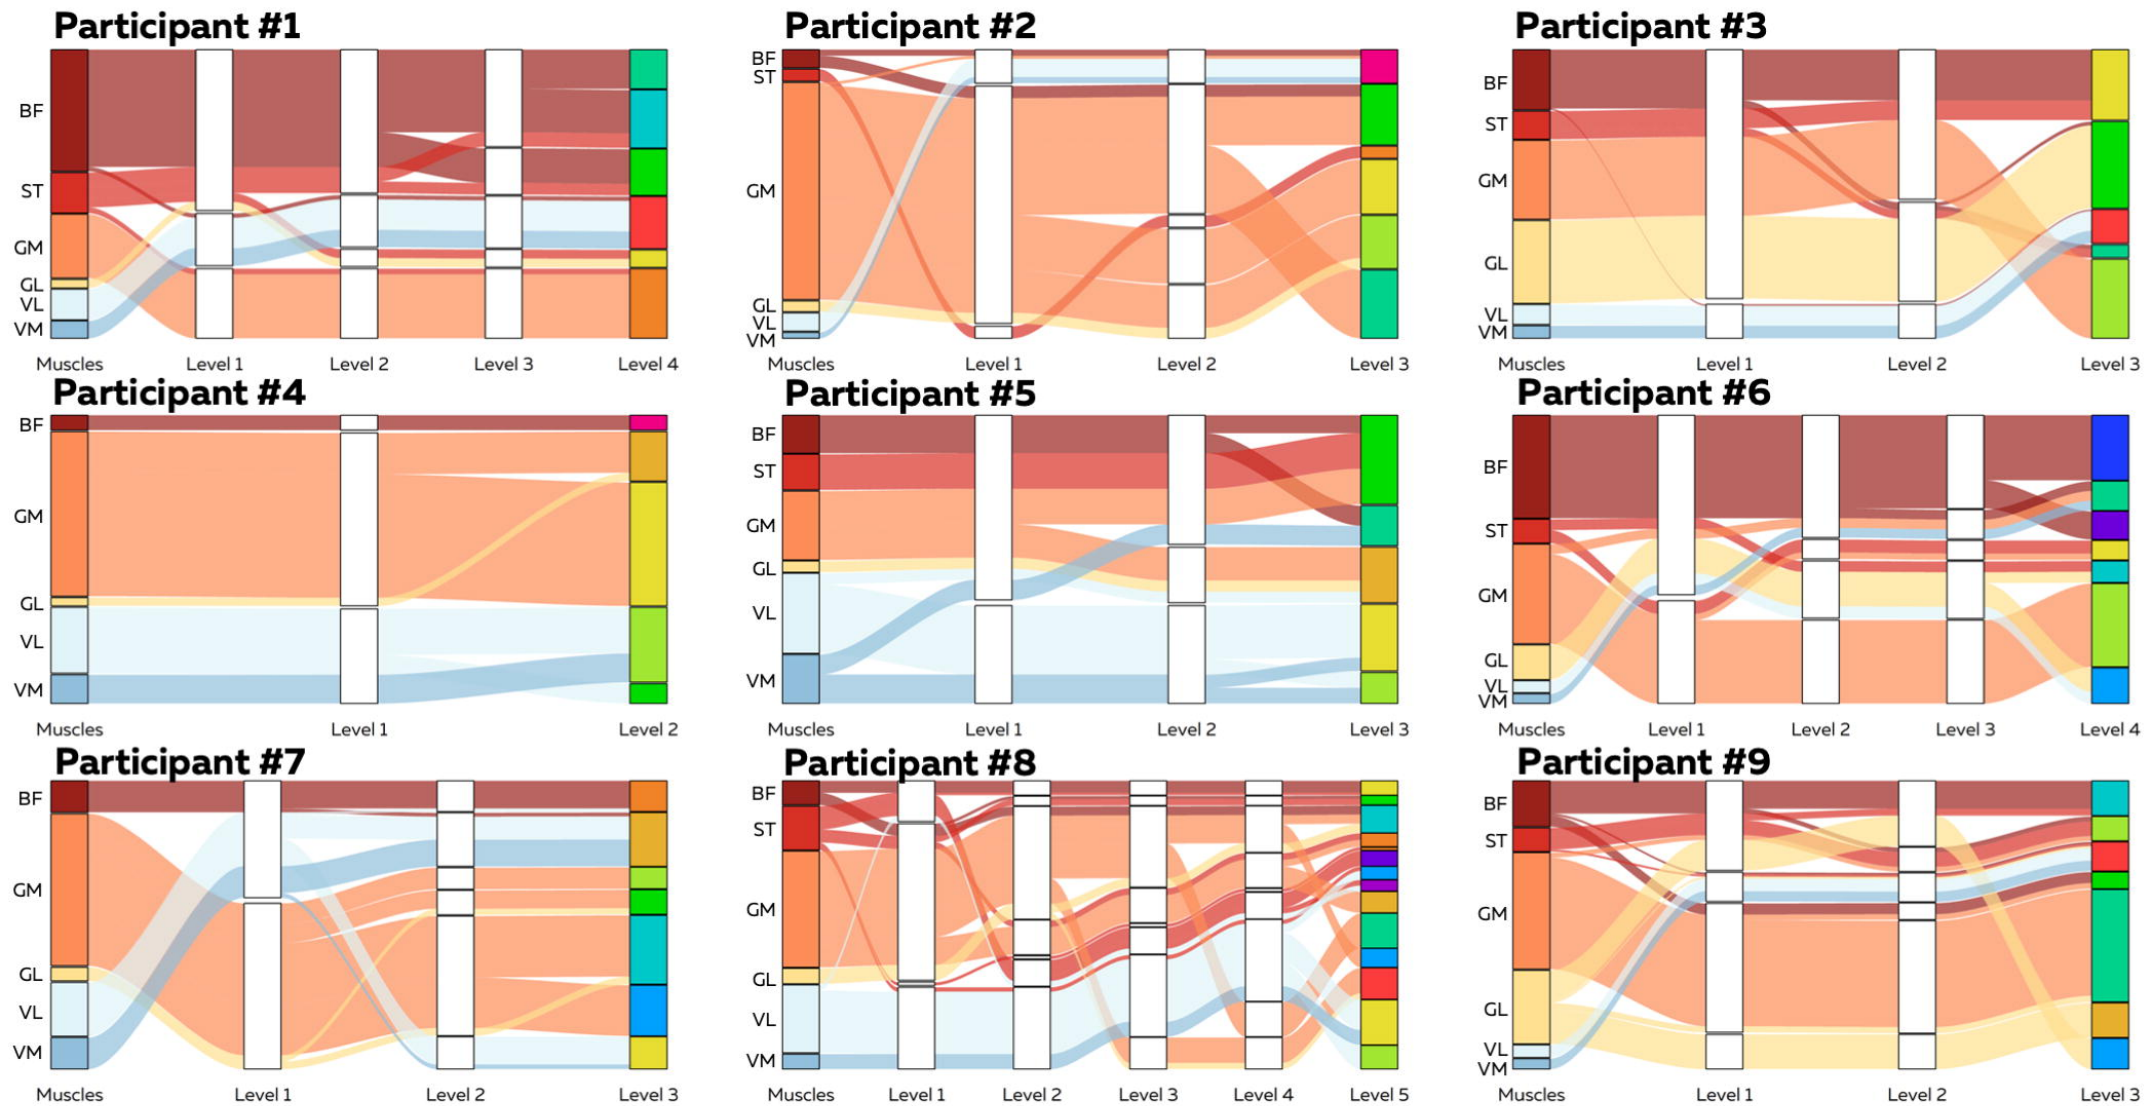 Participant #1
BF
ST
GM
GL
VL
VM
Muscles Level 1 Level 2 Level 3 Level 4
Participant #2
BF
ST
GM
GL
VL
VM
Muscles Level 1 Level 2 Level 3
Participant #3
BF
ST
GM
GL
VL
VM
Muscles Level 1 Level 2 Level 3
Participant #4
BF
GM
GL
VL
VM
Muscles Level 1 Level 2
Participant #5
BF
ST
GM
GL
VL
VM
Muscles Level 1 Level 2 Level 3
Participant #6
BF
ST
GM
GL
VL
VM
Muscles Level 1 Level 2 Level 3 Level 4
Participant #7
BF
GM
GL
VL
VM
Muscles Level 1 Level 2 Level 3
Participant #8
BF
ST
GM
GL
VL
VM
Muscles Level 1 Level 2 Level 3 Level 4 Level 5
Participant #9
BF
ST
GM
GL
VL
VM
Muscles Level 1 Level 2 Level 3